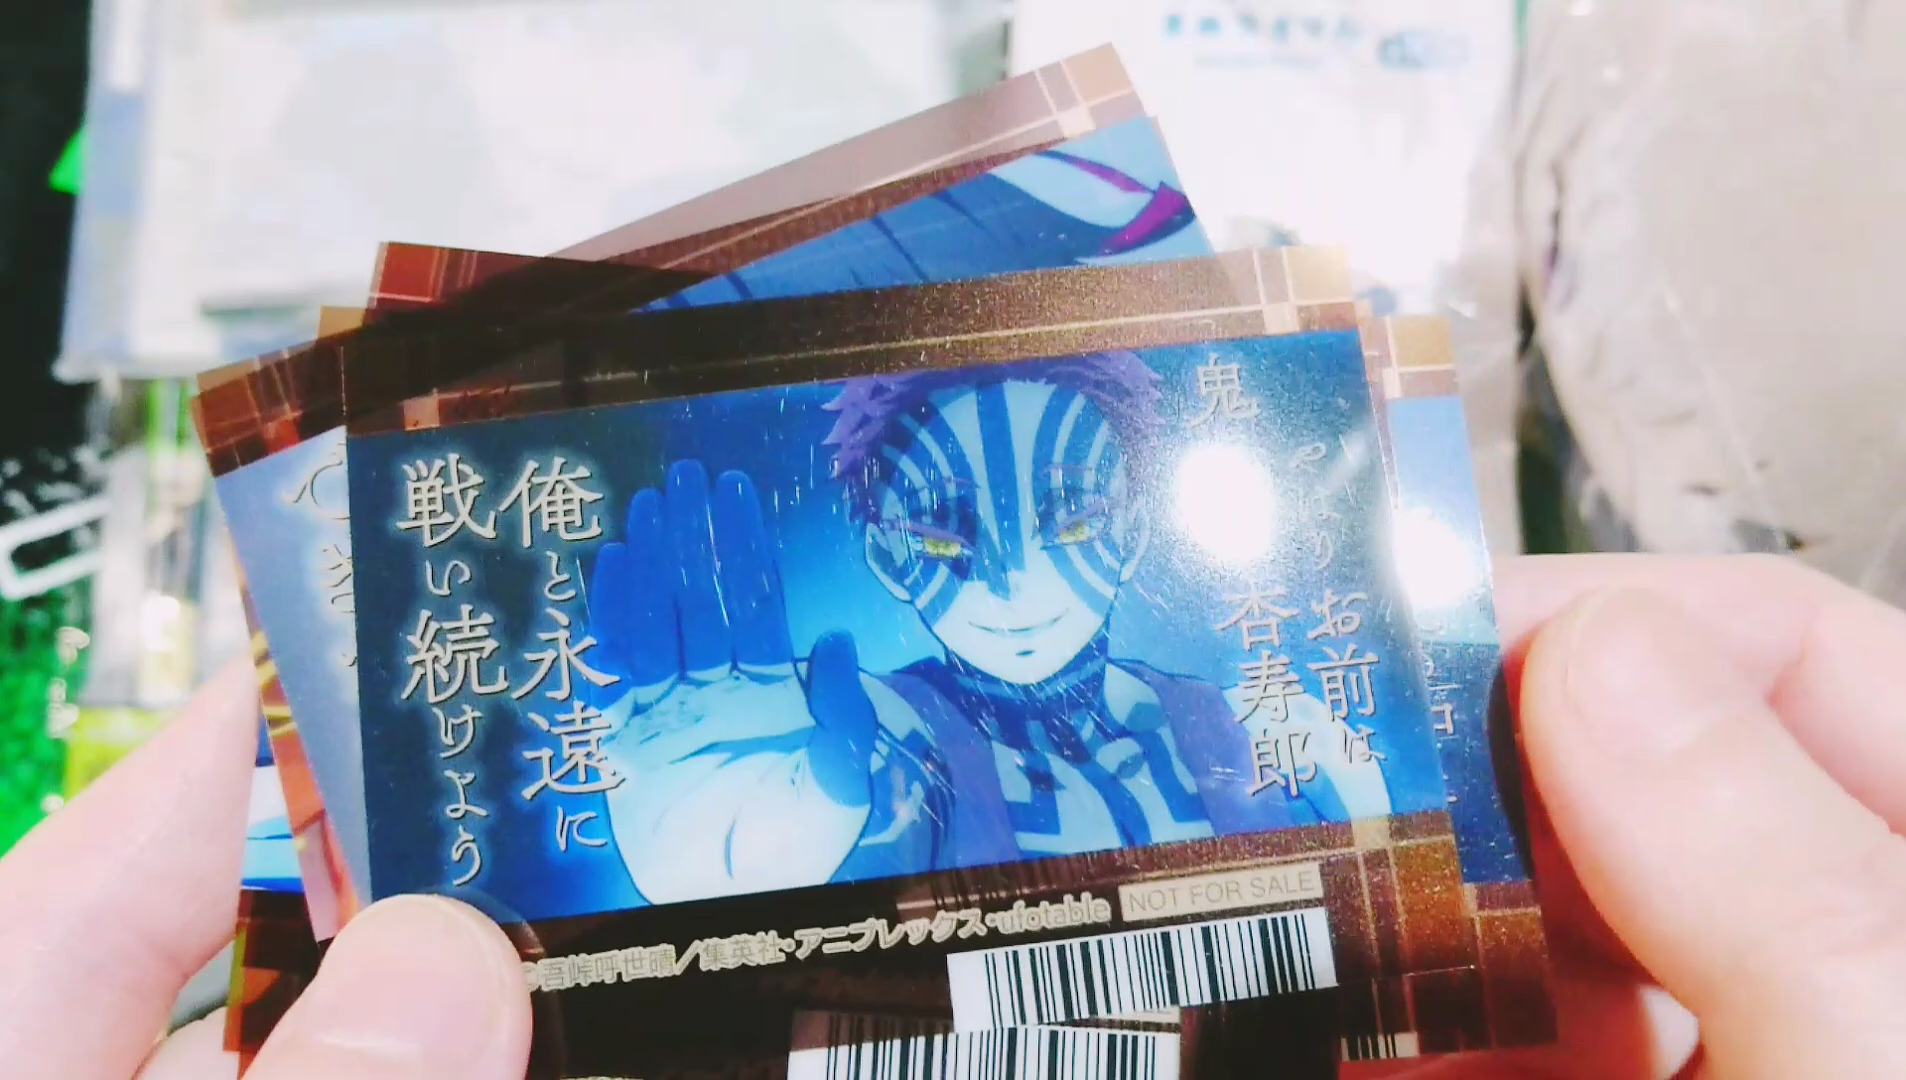 やはりお前は
鬼
杏寿郎
俺と永遠に
戦い続けよう
©吾峠呼世晴／集英社・アニプレックス・ufotable
NOT FOR SALE